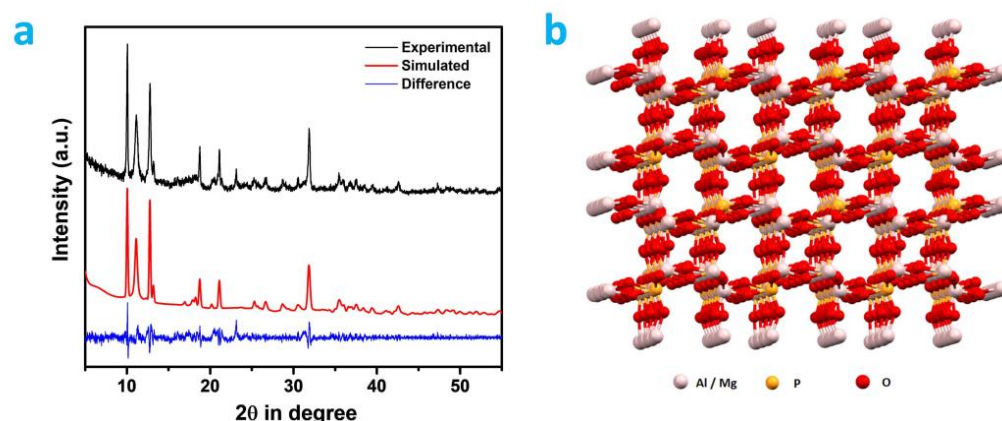 a
Experimental
Simulated
Difference
Intensity (a.u.)
10 20 30 40 50
2θ in degree
b
Al / Mg P O